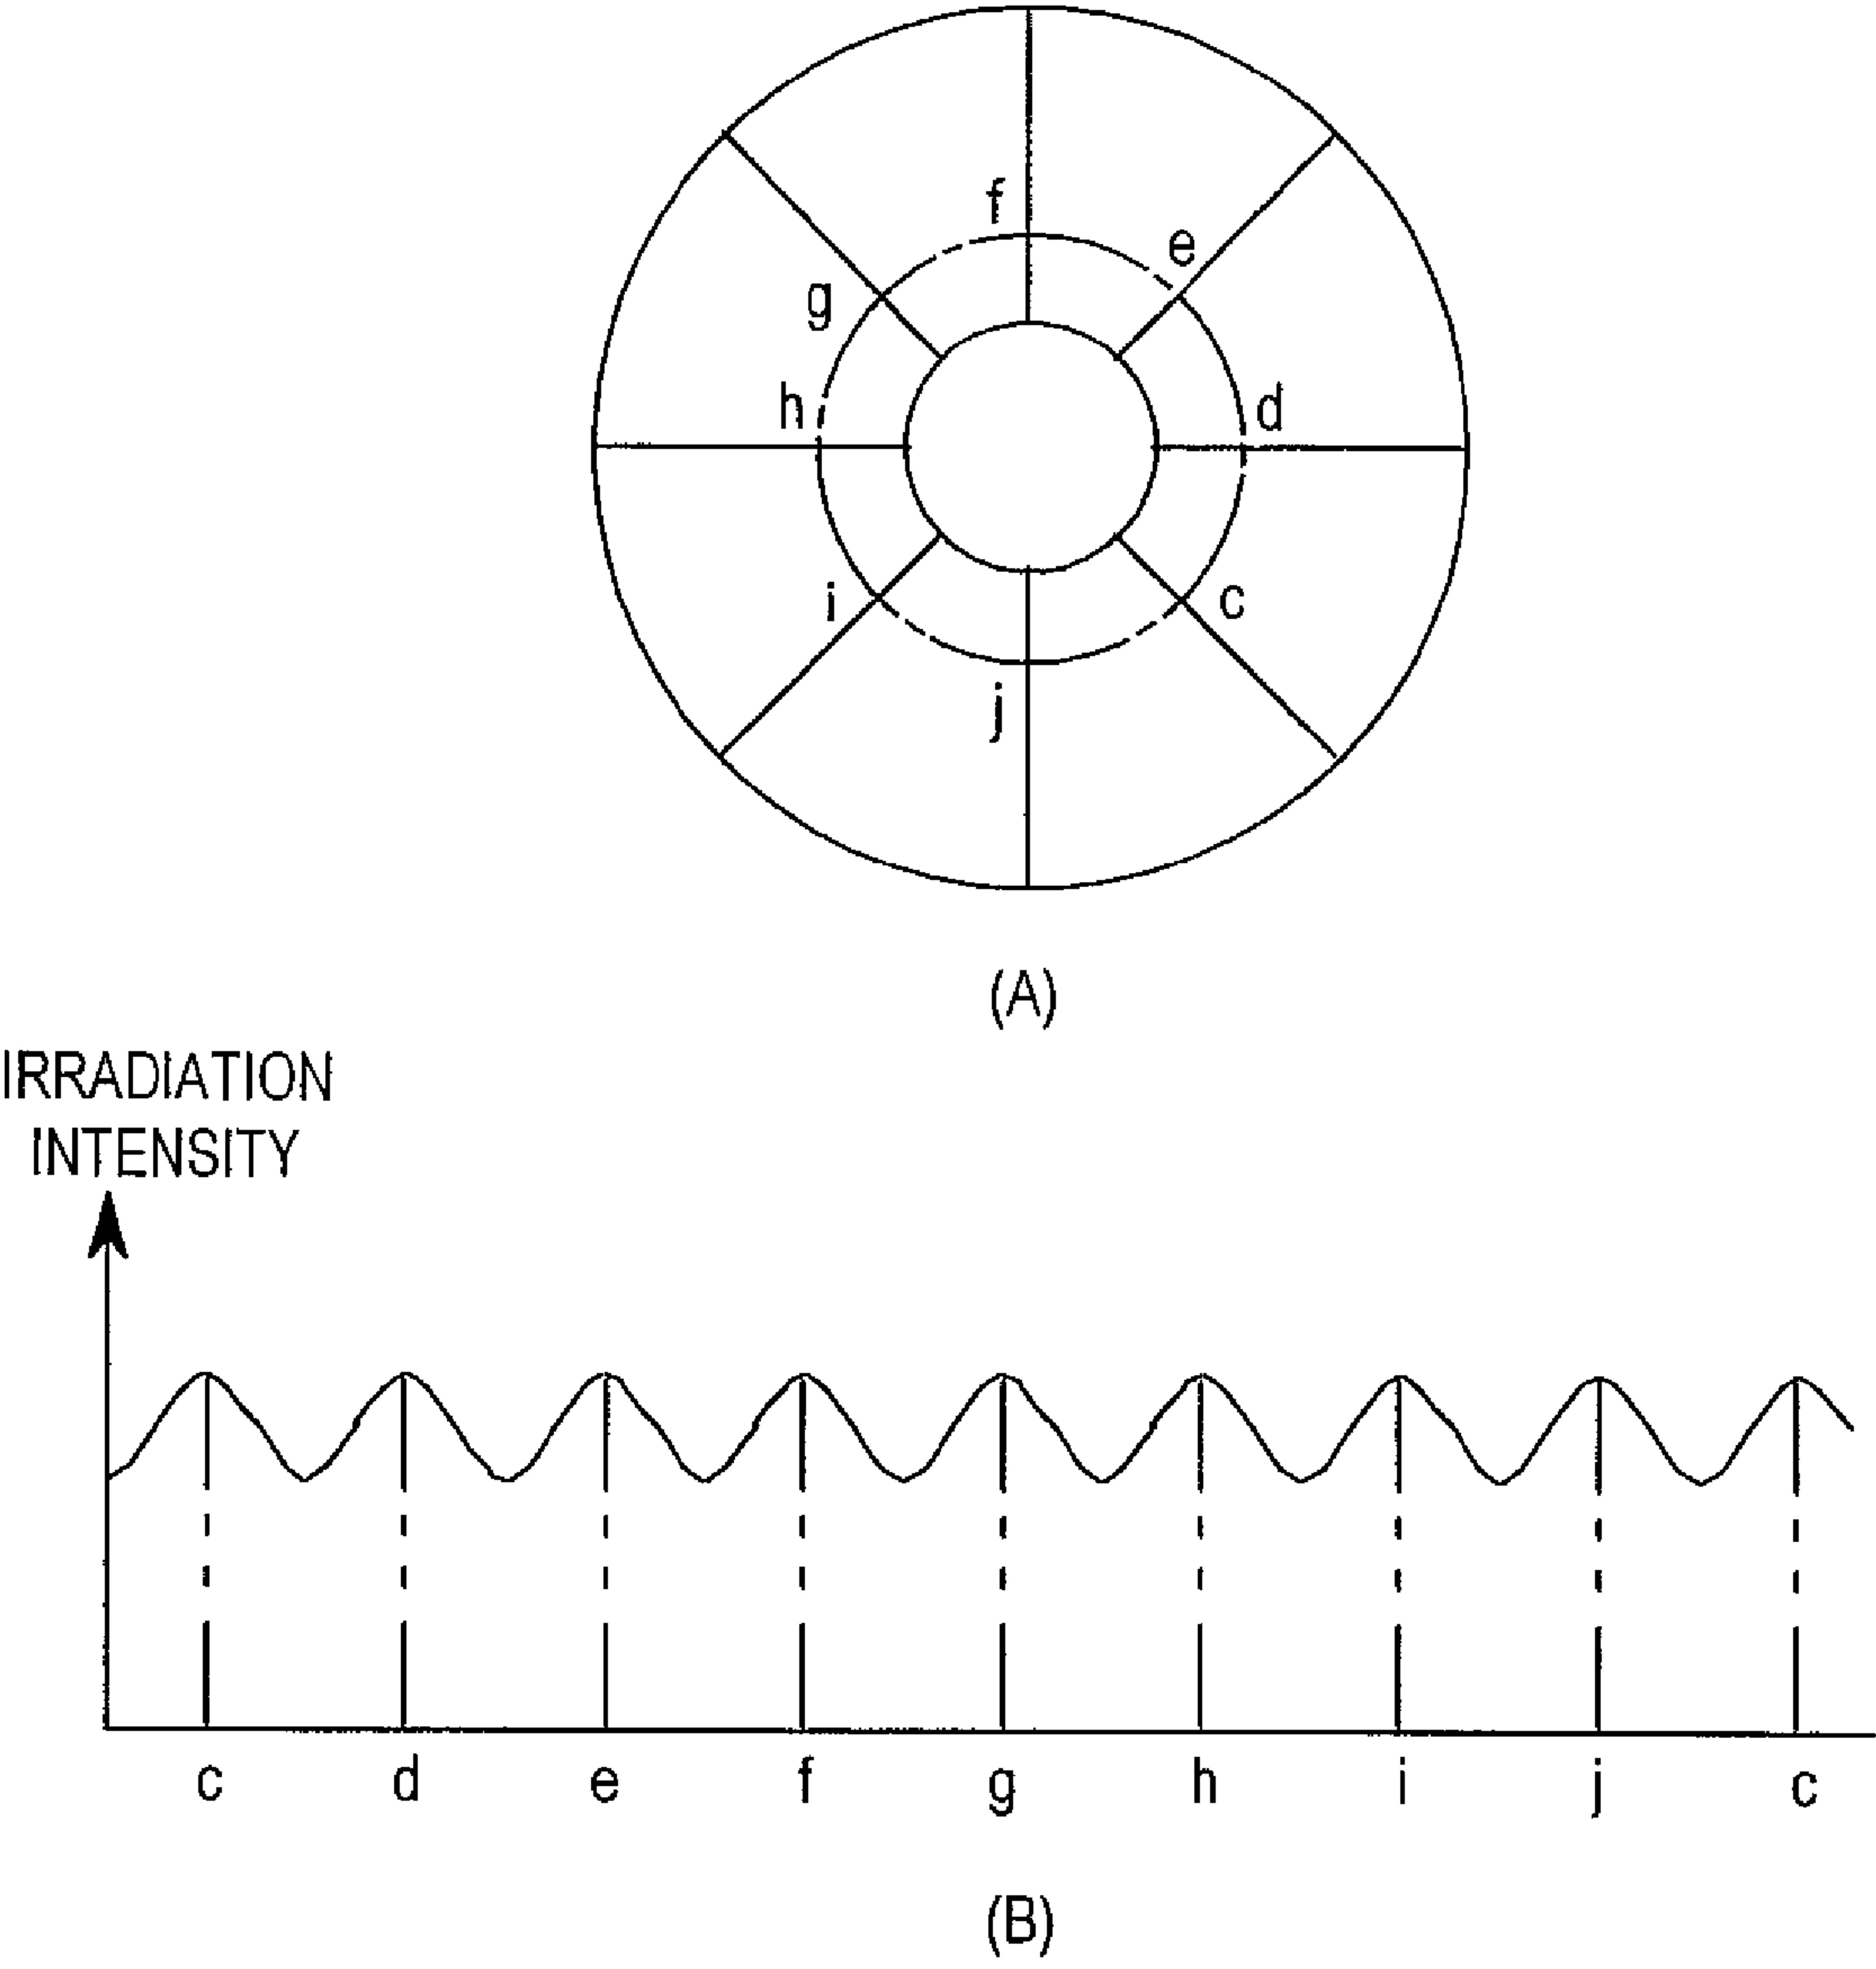 f
e
g
h
d
i
c
j
(A)
IRRADIATION
INTENSITY
c d e f g h i j c
(B)